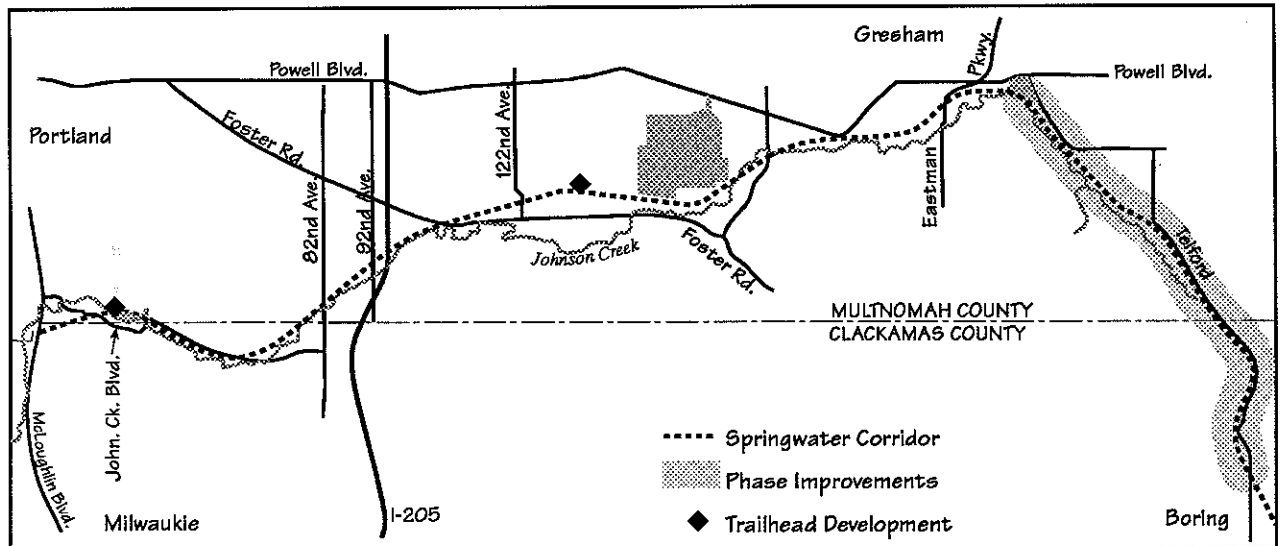 Gresham
Pkwy.
Powell Blvd.
Powell Blvd.
Portland
Foster Rd.
122nd Ave.
82nd Ave.
92nd Ave.
Eastman
Johnson Creek
Foster Rd.
Telford
MULTNOMAH COUNTY
CLACKAMAS COUNTY
John. Ck. Blvd.
McLoughlin Blvd.
Springwater Corridor
Phase Improvements
Trailhead Development
Milwaukie
I-205
Boring